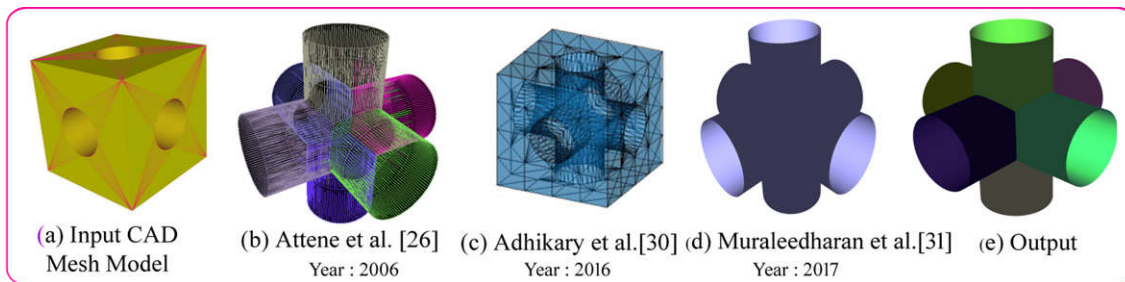 (a) Input CAD
Mesh Model
(b) Attene et al. [26]
Year : 2006
(c) Adhikary et al.[30]
Year : 2016
(d) Muraleedharan et al.[31]
Year : 2017
(e) Output